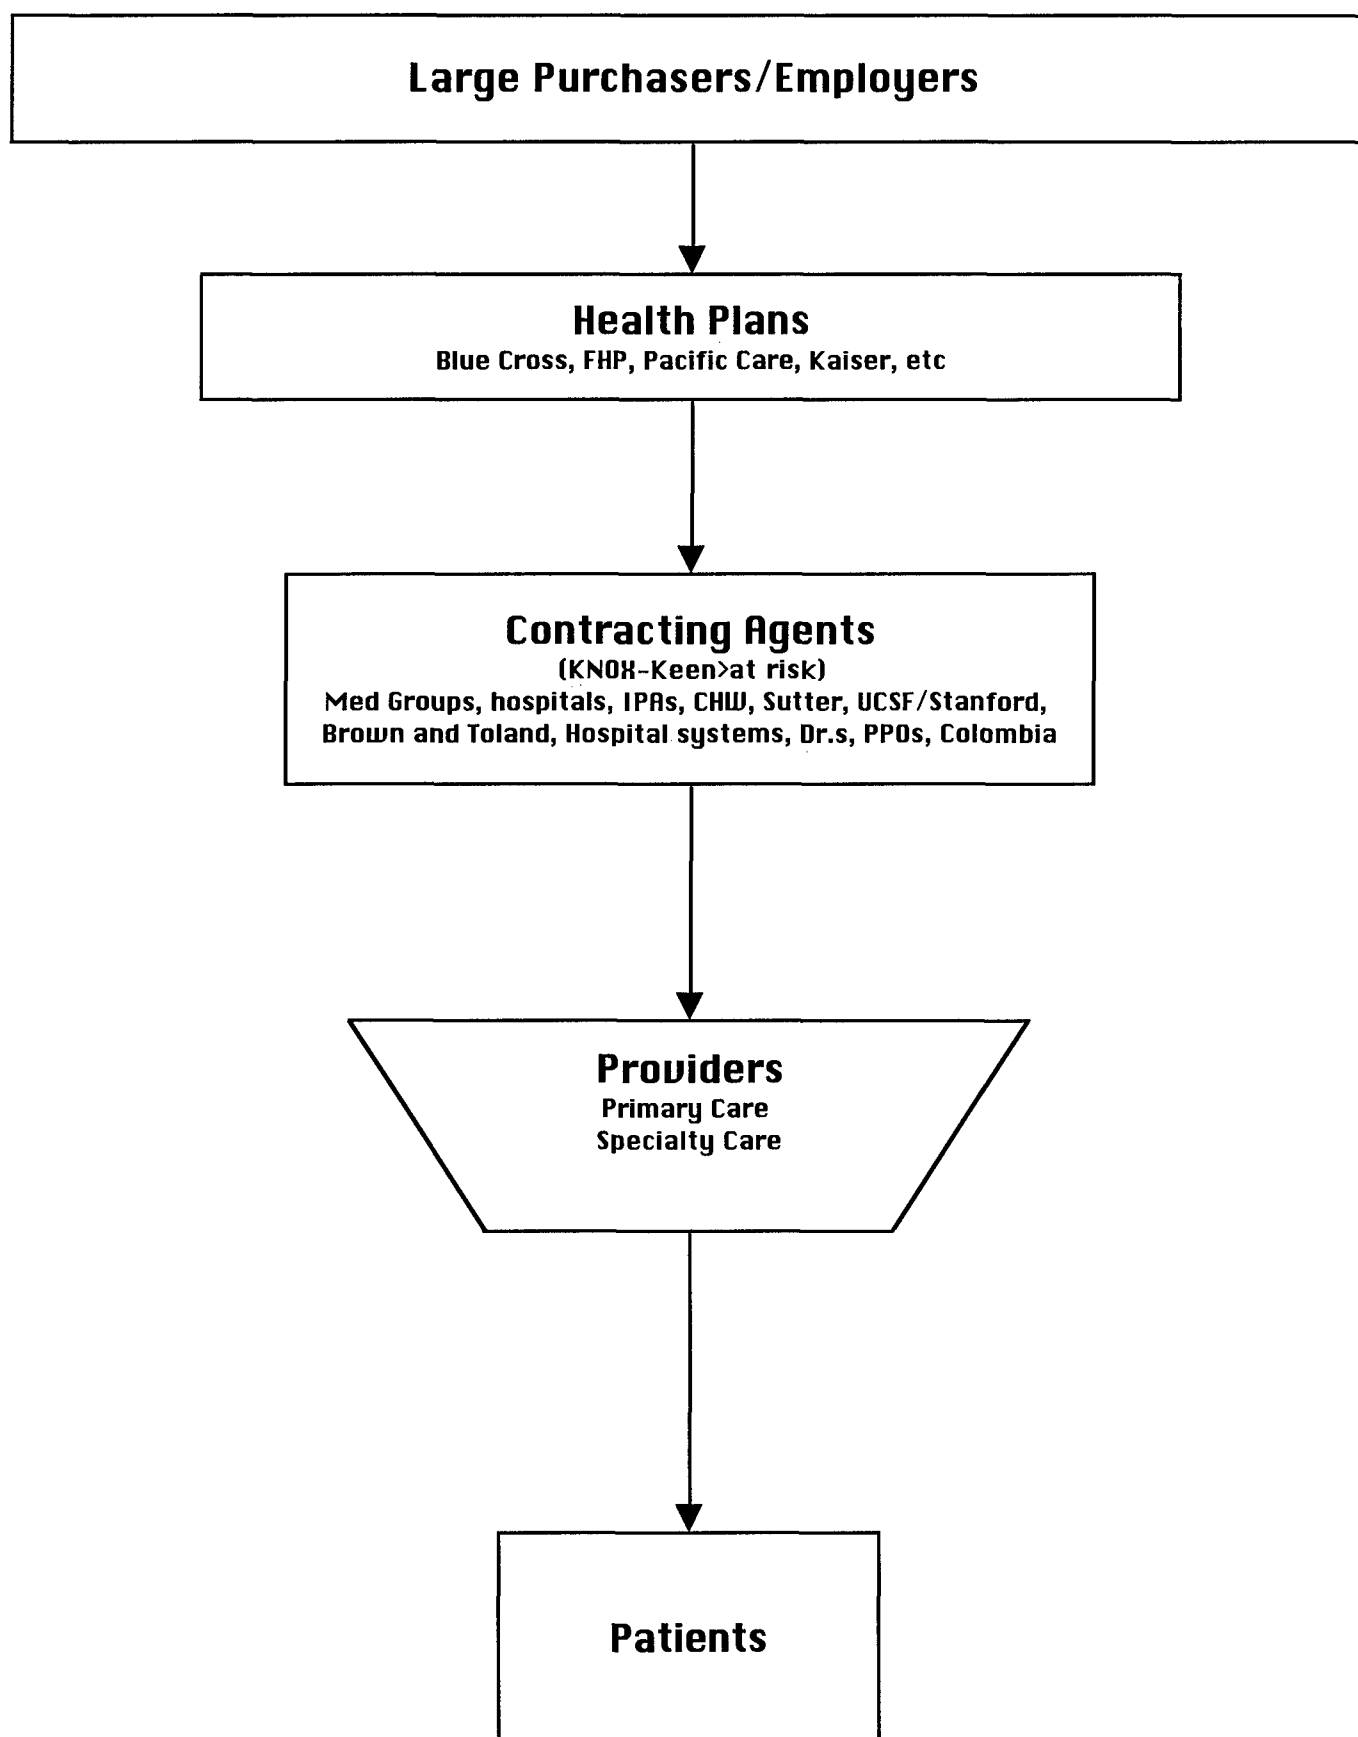 Large Purchasers/Employers
Health Plans
Blue Cross, FHP, Pacific Care, Kaiser, etc
Contracting Agents
(KNOX-Keen>at risk)
Med Groups, hospitals, IPAs, CHW, Sutter, UCSF/Stanford,
Brown and Toland, Hospital systems, Dr.s, PPOs, Colombia
Providers
Primary Care
Specialty Care
Patients